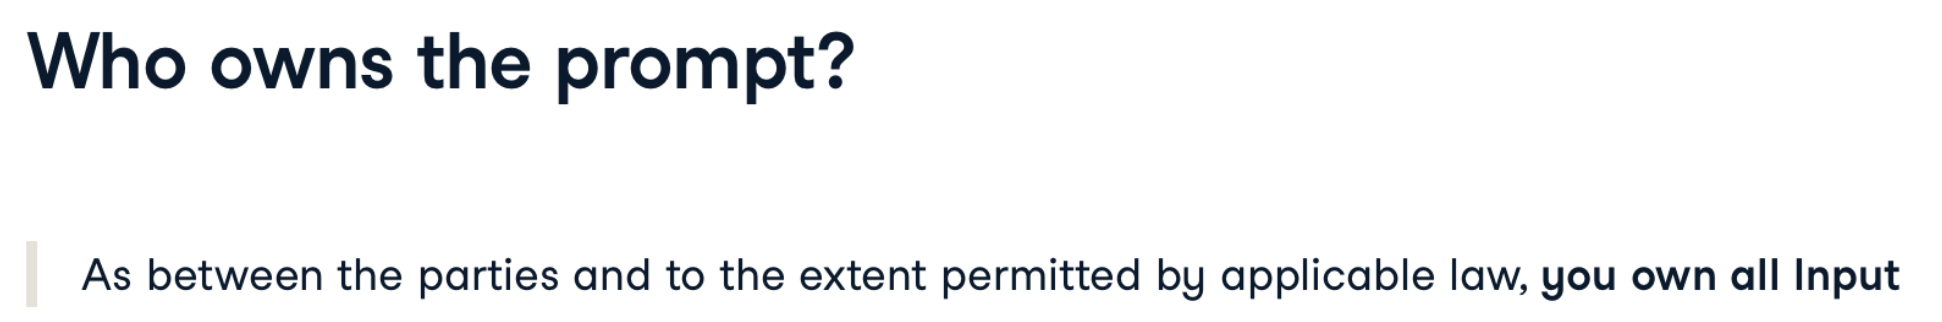 Who owns the prompt?
As between the parties and to the extent permitted by applicable law, you own all Input